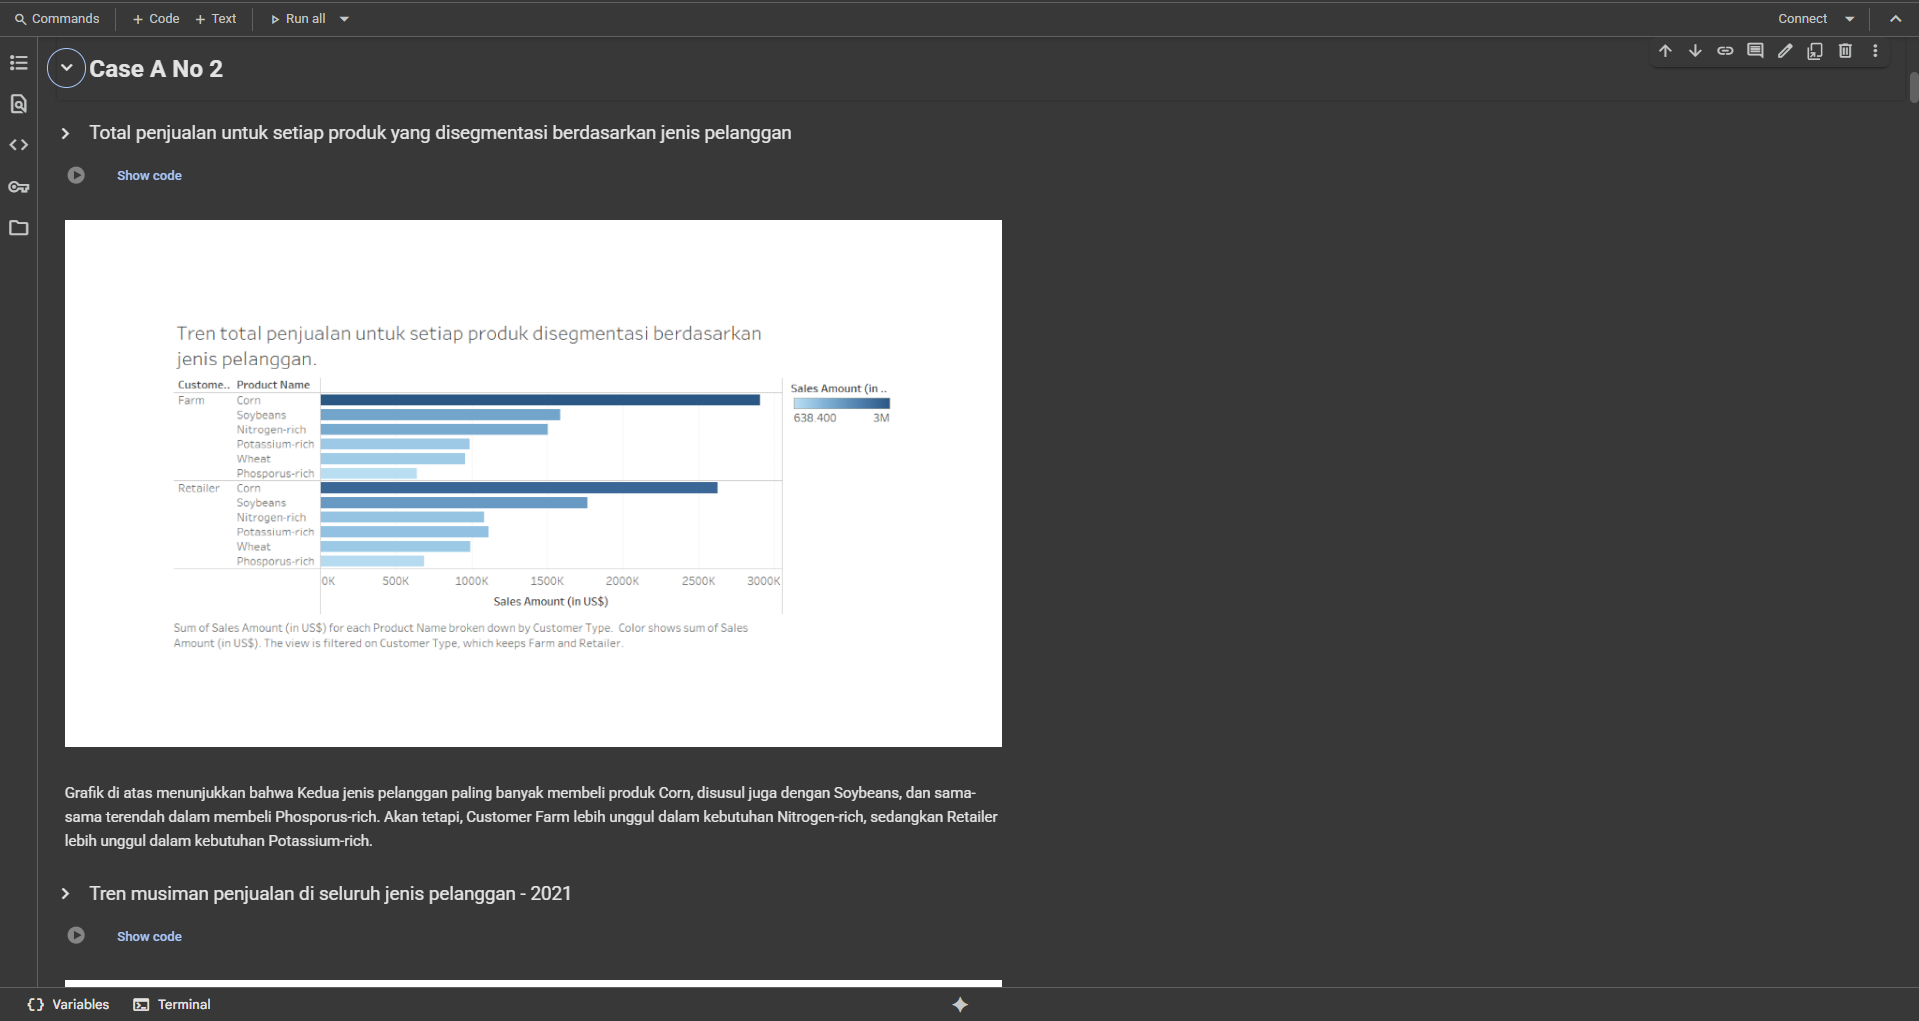 Commands
+ Code
+ Text
Run all
Connect
Case A No 2
Total penjualan untuk setiap produk yang disegmentasi berdasarkan jenis pelanggan
Show code
Tren total penjualan untuk setiap produk disegmentasi berdasarkan
jenis pelanggan.
Custome.. Product Name
Farm Corn
Soybeans
Nitrogen-rich
Potassium-rich
Wheat
Phosporus-rich
Retailer Corn
Soybeans
Nitrogen-rich
Potassium-rich
Wheat
Phosporus-rich
0K 500K 1000K 1500K 2000K 2500K 3000K
Sales Amount (in US$)
Sales Amount (in ..
638.400 3M
Sum of Sales Amount (in US$) for each Product Name broken down by Customer Type. Color shows sum of Sales
Amount (in US$). The view is filtered on Customer Type, which keeps Farm and Retailer.
Grafik di atas menunjukkan bahwa Kedua jenis pelanggan paling banyak membeli produk Corn, disusul juga dengan Soybeans, dan sama-
sama terendah dalam membeli Phosporus-rich. Akan tetapi, Customer Farm lebih unggul dalam kebutuhan Nitrogen-rich, sedangkan Retailer
lebih unggul dalam kebutuhan Potassium-rich.
Tren musiman penjualan di seluruh jenis pelanggan - 2021
Show code
Variables
Terminal